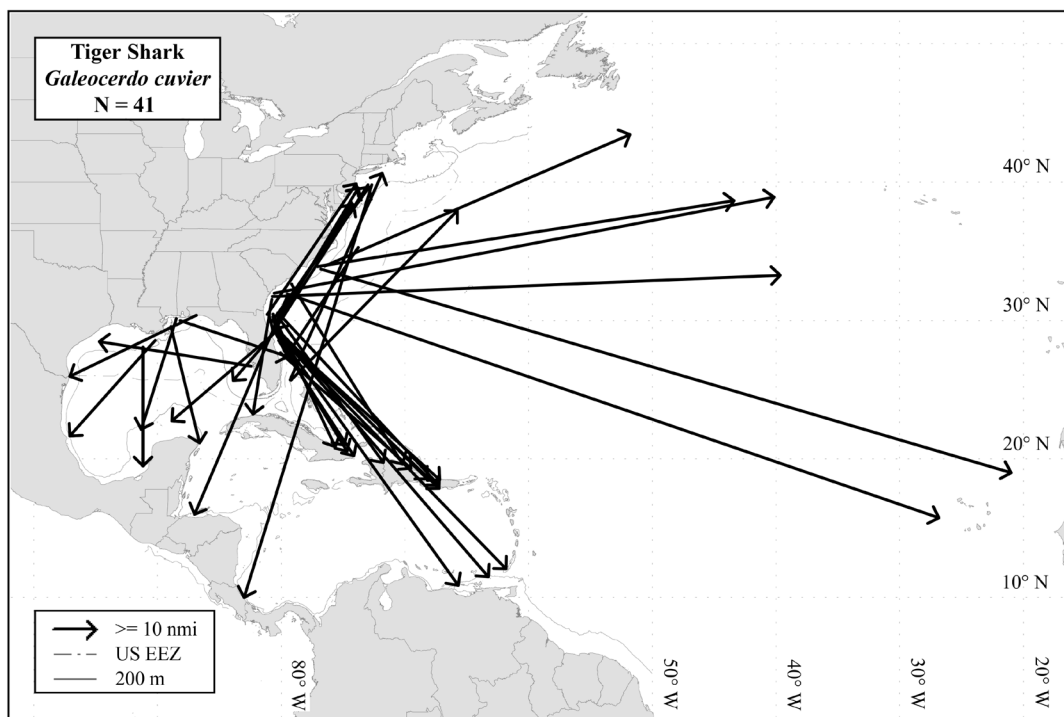 Tiger Shark
Galeocerdo cuvier
N = 41
40° N
30° N
20° N
10° N
>= 10 nmi
US EEZ
200 m
80° W
50° W
40° W
30° W
20° W